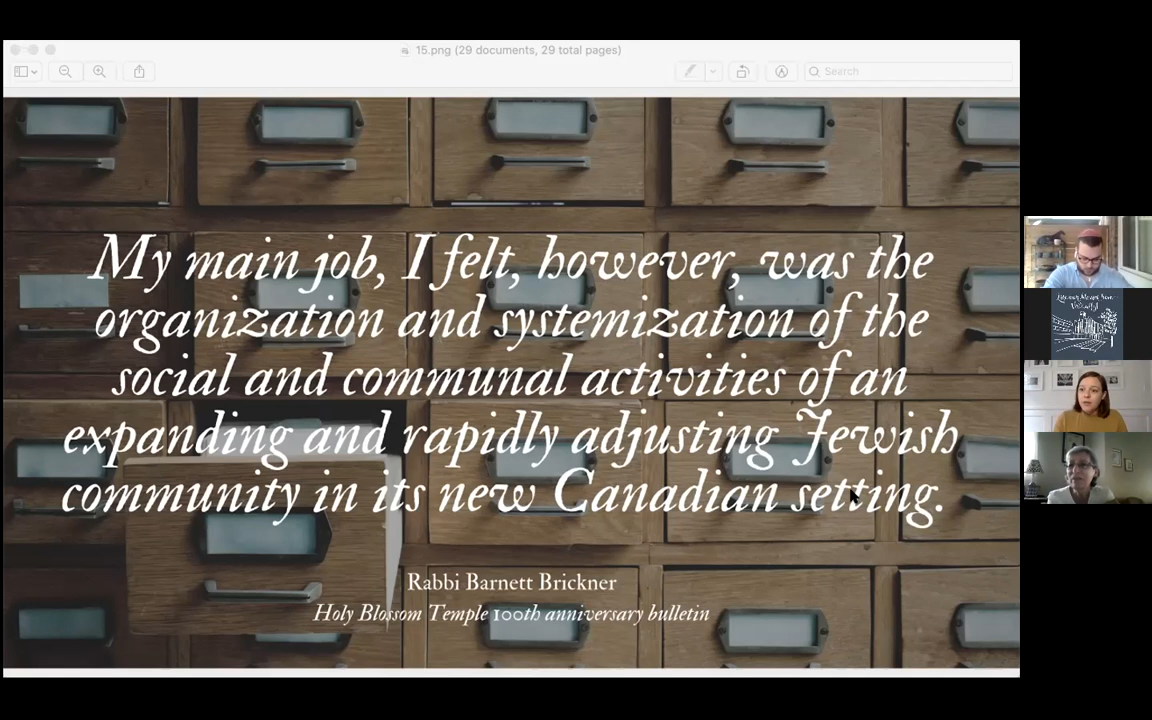 15.png (29 documents, 29 total pages)
Search
My main job, I felt, however, was the
organization and systemization of the
social and communal activities of an
expanding and rapidly adjusting Jewish
community in its new Canadian setting.
Rabbi Barnett Brickner
Holy Blossom Temple 100th anniversary bulletin